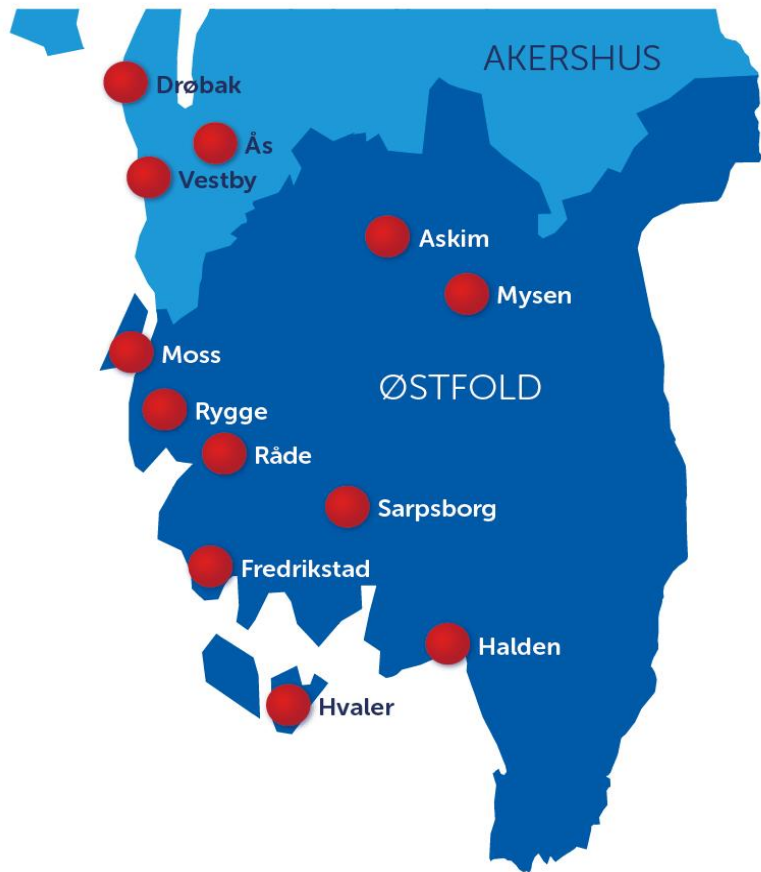 AKERSHUS
Drøbak
Ås
Vestby
Askim
Mysen
Moss
ØSTFOLD
Rygge
Råde
Sarpsborg
Fredrikstad
Halden
Hvaler